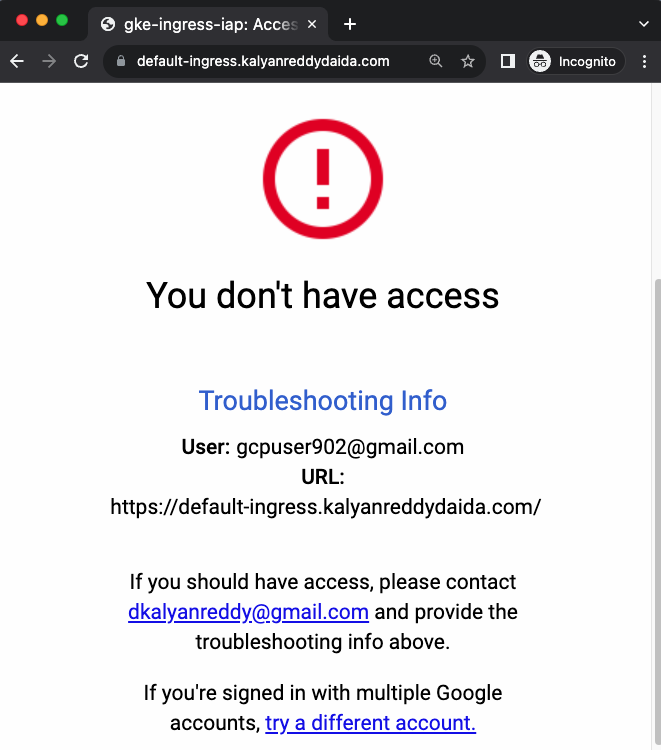 gke-ingress-iap: Acces
default-ingress.kalyanreddydaida.com
Incognito
You don't have access
Troubleshooting Info
User: gcpuser902@gmail.com
URL:
https://default-ingress.kalyanreddydaida.com/
If you should have access, please contact
dkalyanreddy@gmail.com and provide the
troubleshooting info above.
If you're signed in with multiple Google
accounts, try a different account.